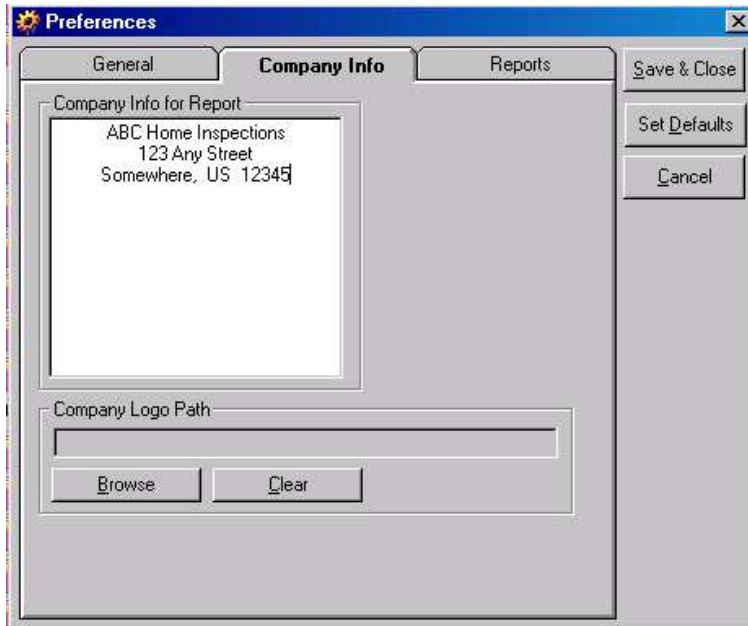 Preferences
General
Company Info
Reports
Save & Close
Set Defaults
Cancel
Company Info for Report
ABC Home Inspections
123 Any Street
Somewhere, US 12345
Company Logo Path
Browse
Clear